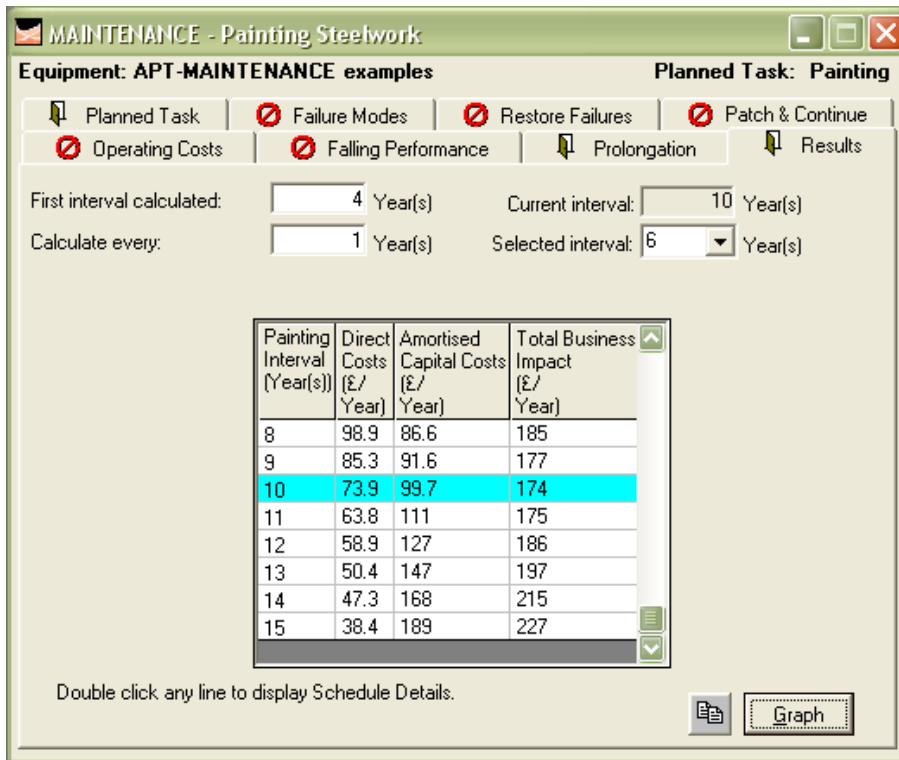 MAINTENANCE - Painting Steelwork
Equipment: APT-MAINTENANCE examples Planned Task: Painting
Planned Task Failure Modes Restore Failures Patch & Continue
Operating Costs Falling Performance Prolongation Results
First interval calculated: 4 Year(s) Current interval: 10 Year(s)
Calculate every: 1 Year(s) Selected interval: 6 Year(s)
Painting Direct Amortised Total Business
Interval Costs Capital Costs Impact
(Year(s)) (£/ (£/ (£/
Year) Year) Year)
8 98.9 86.6 185
9 85.3 91.6 177
10 73.9 99.7 174
11 63.8 111 175
12 58.9 127 186
13 50.4 147 197
14 47.3 168 215
15 38.4 189 227
Double click any line to display Schedule Details.
Graph